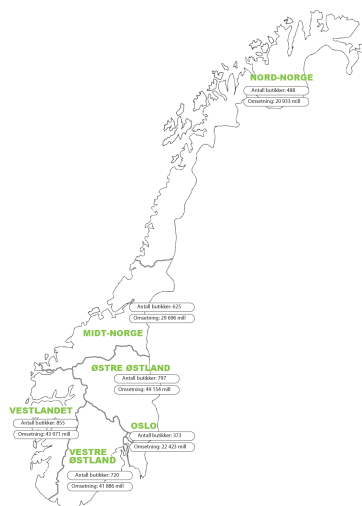 NORD-NORGE
Antall butikker: 488
Omsetning: 20 933 mill
Antall butikker: 625
Omsetning: 29 696 mill
MIDT-NORGE
ØSTRE ØSTLAND
Antall butikker: 797
Omsetning: 49 154 mill
VESTLANDET
Antall butikker: 855
Omsetning: 43 971 mill
OSLO
Antall butikker: 373
Omsetning: 22 423 mill
VESTRE
ØSTLAND
Antall butikker: 720
Omsetning: 41 886 mill